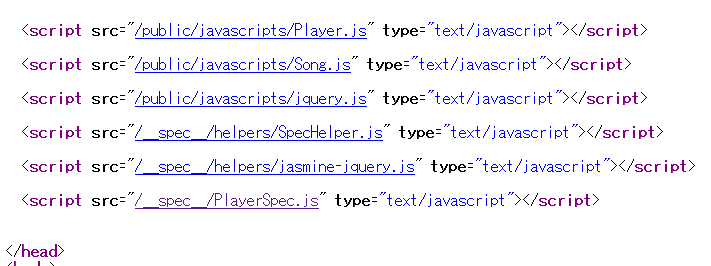 <script src="/public/javascripts/Player.js" type="text/javascript"></script>
<script src="/public/javascripts/Song.js" type="text/javascript"></script>
<script src="/public/javascripts/jquery.js" type="text/javascript"></script>
<script src="/__spec__/helpers/SpecHelper.js" type="text/javascript"></script>
<script src="/__spec__/helpers/jasmine-jquery.js" type="text/javascript"></script>
<script src="/__spec__/PlayerSpec.js" type="text/javascript"></script>
</head>